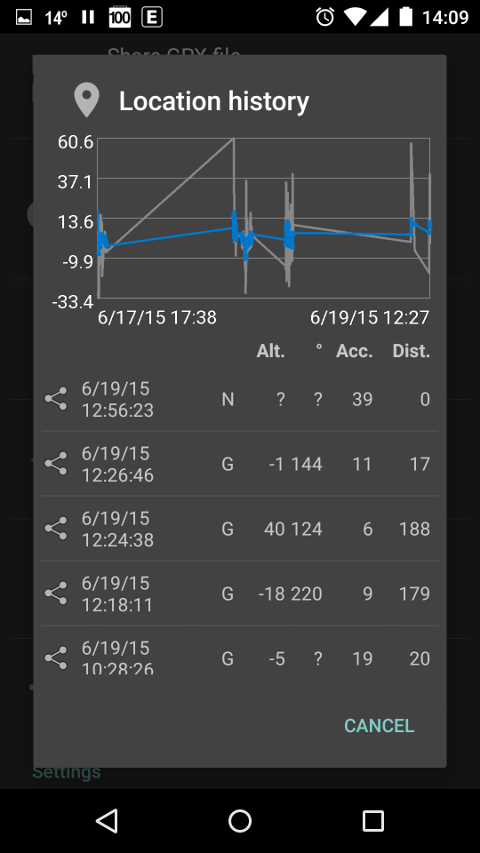 14º 100 E 14:09
Share GPX file
Location history
60.6
37.1
13.6
-9.9
-33.4
6/17/15 17:38 6/19/15 12:27
Alt. ° Acc. Dist.
6/19/15
12:56:23 N ? ? 39 0
6/19/15
12:26:46 G -1 144 11 17
6/19/15
12:24:38 G 40 124 6 188
6/19/15
12:18:11 G -18 220 9 179
6/19/15
10:28:26 G -5 ? 19 20
CANCEL
Settings